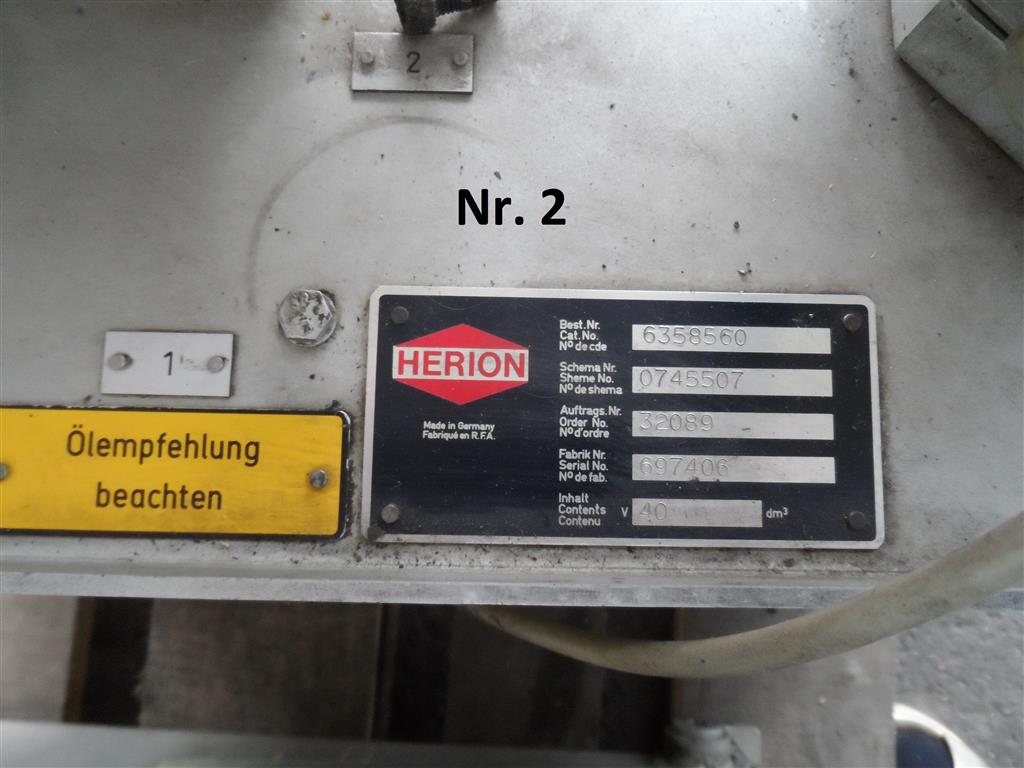 2
Nr. 2
1
Ölempfehlung
beachten
HERION
Made in Germany
Fabriqué en R.F.A.
Best. Nr.
Cat. No.
Nº de cde
6358560
Schema Nr.
Sheme No.
Nº de shema
0745507
Auftrags. Nr.
Order No.
Nº d'ordre
32089
Fabrik Nr.
Serial No.
Nº de fab.
697406
Inhalt
Contents
Contenu
V 40 dm³